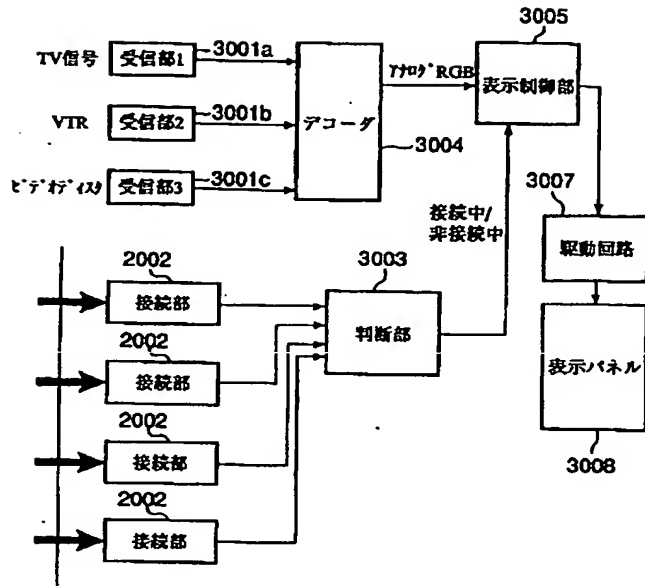 3005
TV信号
受信部1
3001a
アナログRGB
表示制御部
VTR
受信部2
3001b
デコーダ
3004
ビデオディスク
受信部3
3001c
接続中/
非接続中
3007
駆動回路
2002
接続部
3003
判断部
2002
接続部
表示パネル
2002
接続部
3008
2002
接続部